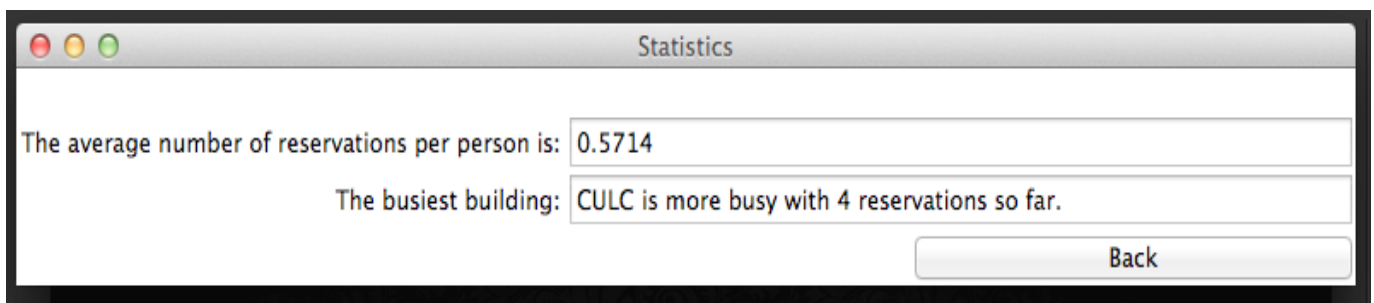 Statistics
The average number of reservations per person is: 0.5714
The busiest building: CULC is more busy with 4 reservations so far.
Back